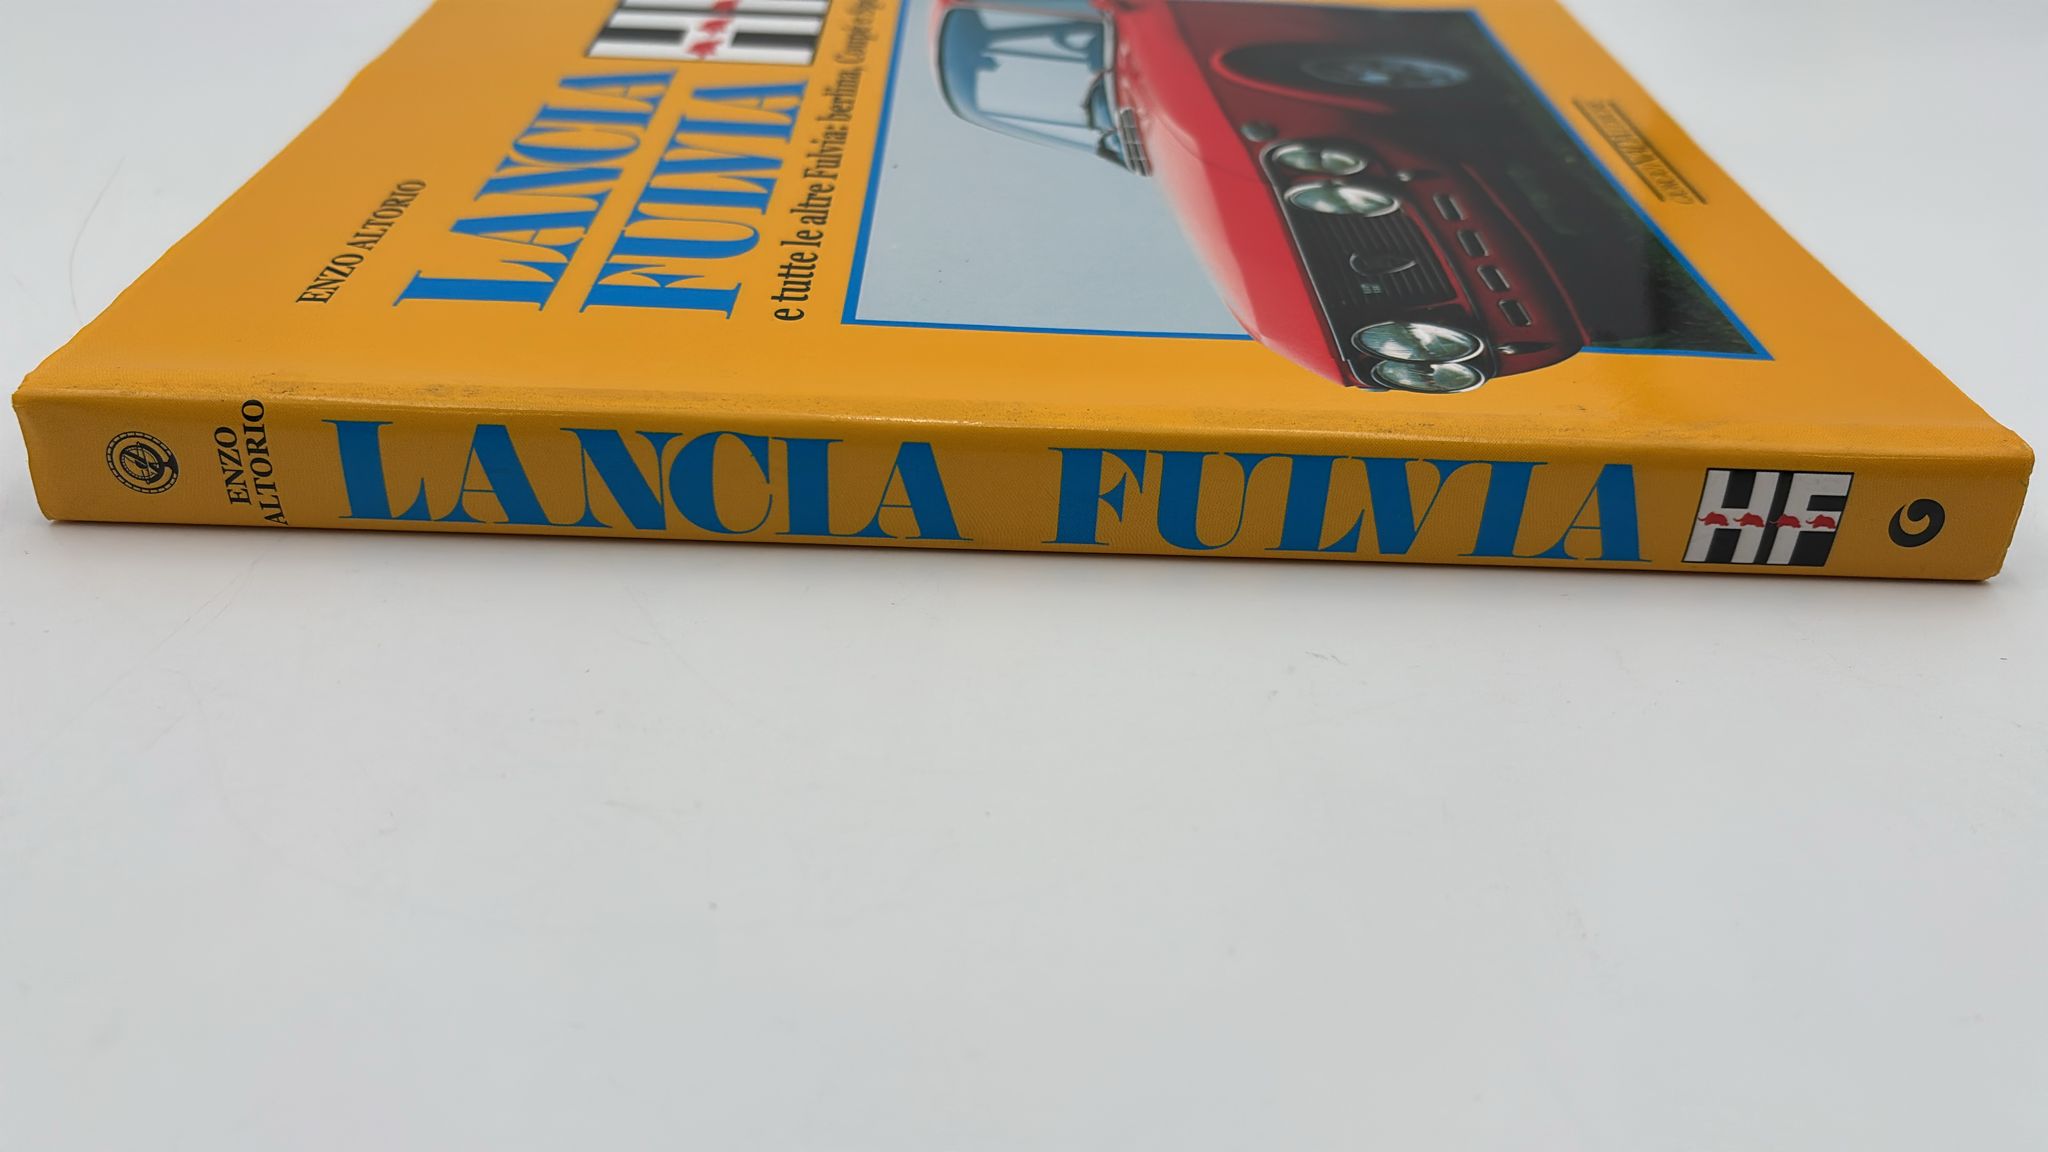 ENZO ALTORIO
LANCIA
FULVIA
HF
e tutte le altre Fulvia: berlina, Coupé e
ENZO
ALTORIO
LANCIA FULVIA
HF